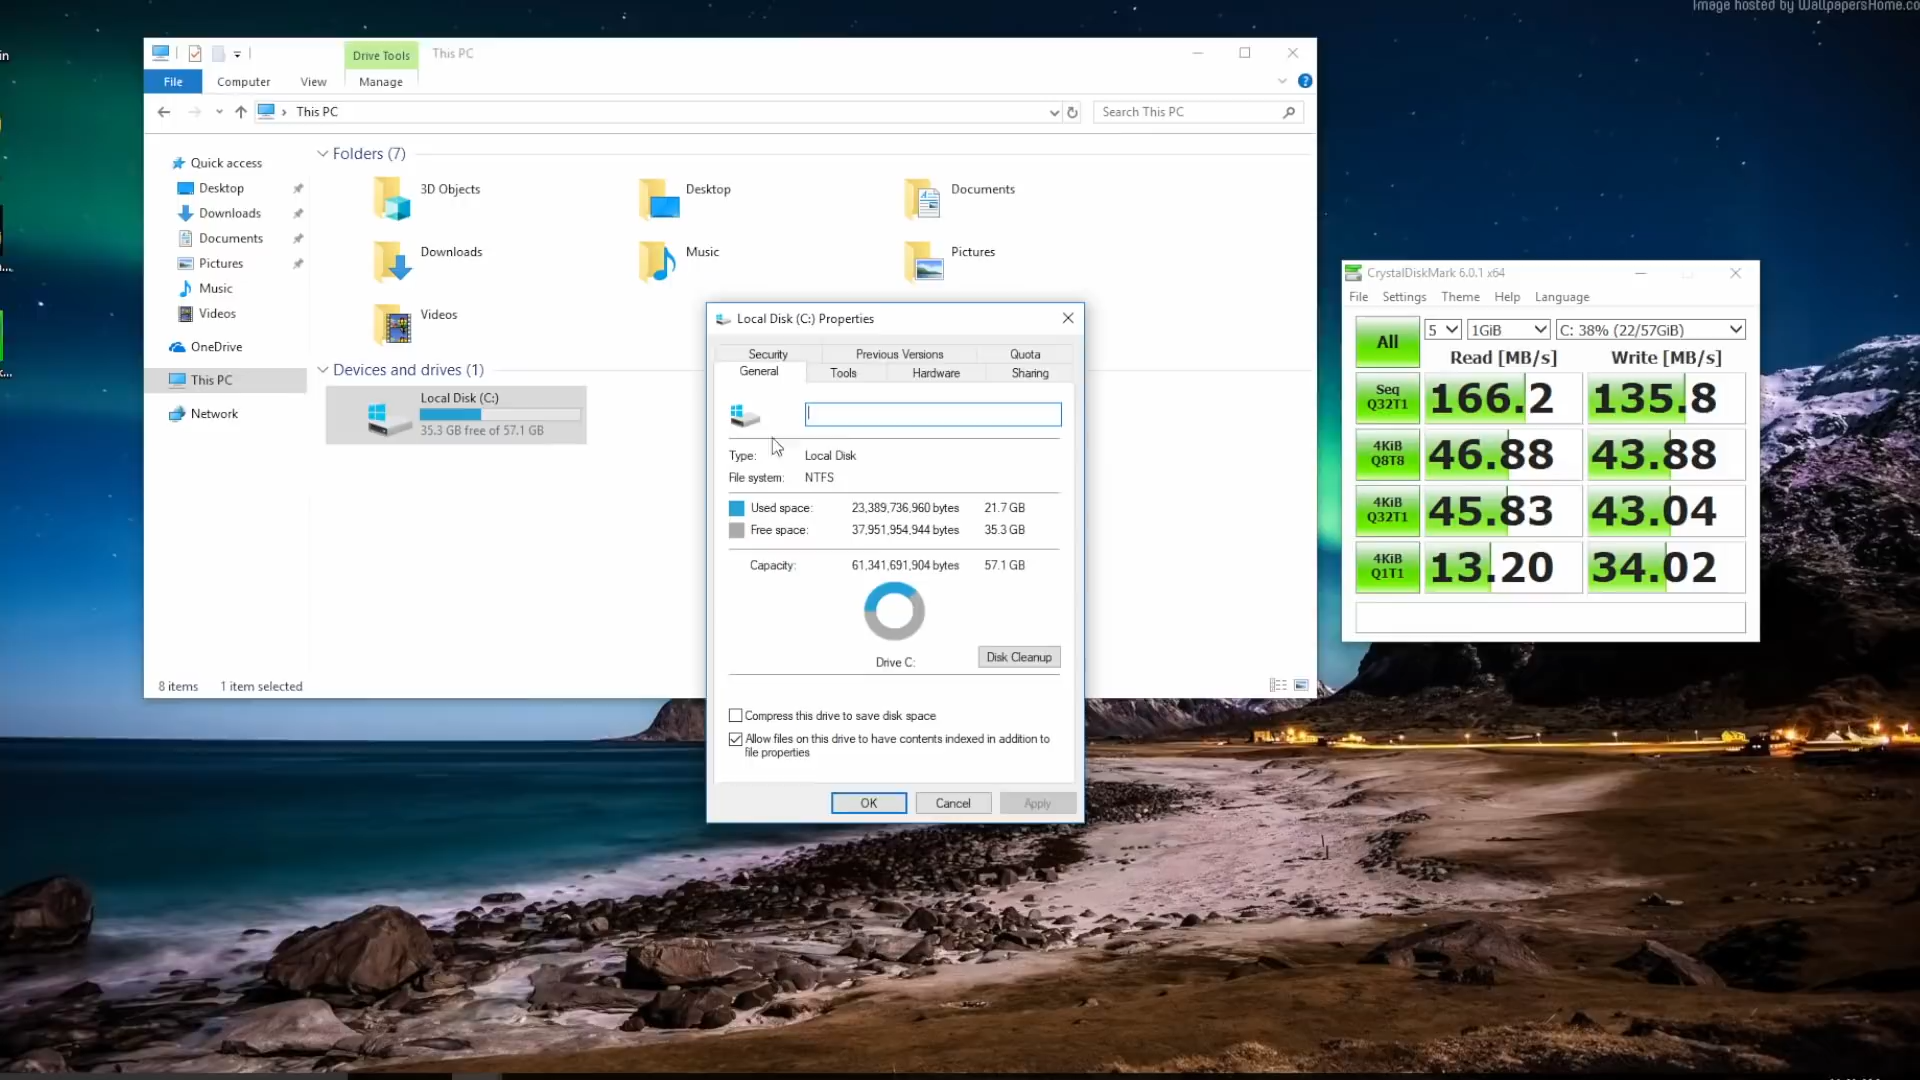 Image hosted by WallpapersHome.co
in
Drive Tools
This PC
File
Computer
View
Manage
This PC
Search This PC
Quick access
Desktop
Downloads
Documents
Pictures
Music
Videos
OneDrive
This PC
Network
Folders (7)
3D Objects
Desktop
Documents
Downloads
Music
Pictures
Videos
Devices and drives (1)
Local Disk (C:)
35.3 GB free of 57.1 GB
8 items
1 item selected
Local Disk (C:) Properties
Security
Previous Versions
Quota
General
Tools
Hardware
Sharing
Type:
Local Disk
File system:
NTFS
Used space:
23,389,736,960 bytes
21.7 GB
Free space:
37,951,954,944 bytes
35.3 GB
Capacity:
61,341,691,904 bytes
57.1 GB
Drive C:
Disk Cleanup
Compress this drive to save disk space
Allow files on this drive to have contents indexed in addition to
file properties
OK
Cancel
Apply
CrystalDiskMark 6.0.1 x64
File
Settings
Theme
Help
Language
All
5
1GiB
C: 38% (22/57GiB)
Read [MB/s]
Write [MB/s]
Seq
Q32T1
166.2
135.8
4KiB
Q8T8
46.88
43.88
4KiB
Q32T1
45.83
43.04
4KiB
Q1T1
13.20
34.02